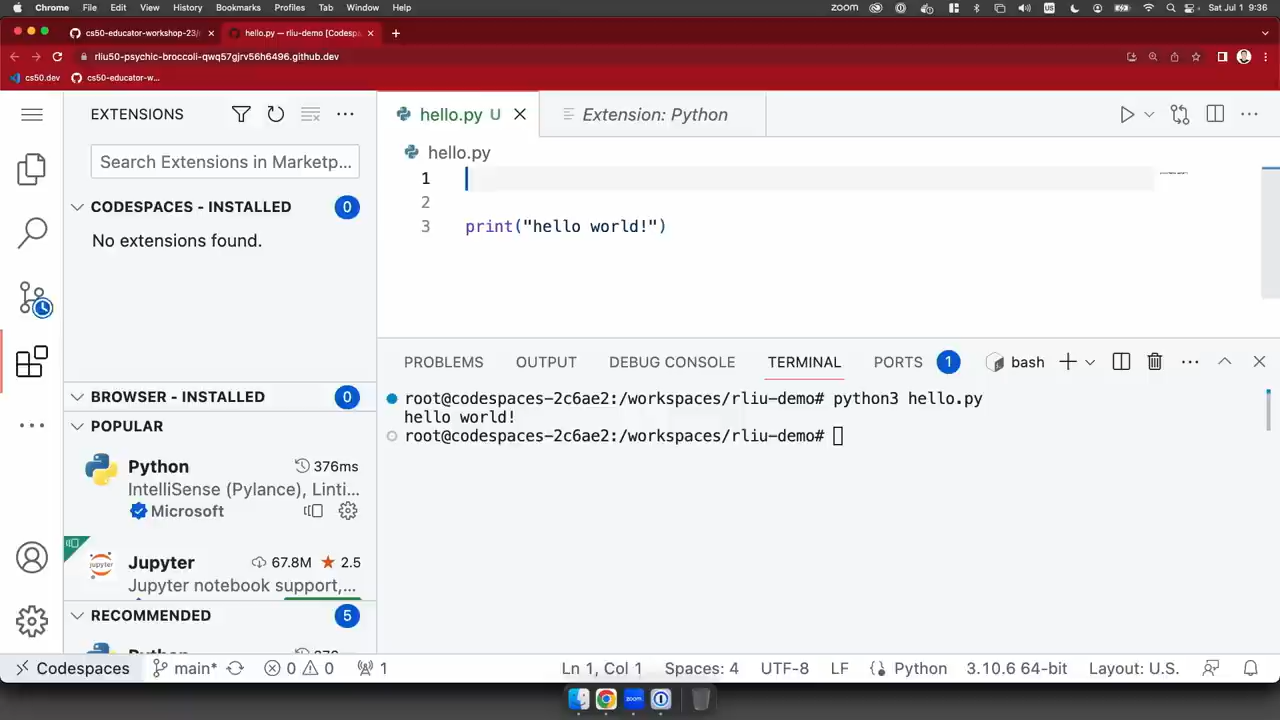 Chrome File Edit View History Bookmarks Profiles Tab Window Help zoom US Sat Jul 1 9:36
cs50-educator-workshop-23/ hello.py — rliu-demo [Codesp
rliu50-psychic-broccoli-qwq57gjrv56h6496.github.dev
cs50.dev cs50-educator-w...
EXTENSIONS
hello.py U
Extension: Python
Search Extensions in Marketp...
hello.py
CODESPACES - INSTALLED 0
No extensions found.
1
2
3 print("hello world!")
PROBLEMS OUTPUT DEBUG CONSOLE TERMINAL PORTS 1 bash
root@codespaces-2c6ae2:/workspaces/rliu-demo# python3 hello.py
hello world!
root@codespaces-2c6ae2:/workspaces/rliu-demo#
BROWSER - INSTALLED 0
POPULAR
Python 376ms
IntelliSense (Pylance), Linti...
Microsoft
Jupyter 67.8M 2.5
Jupyter notebook support,...
RECOMMENDED 5
Codespaces main* 0 0 1 Ln 1, Col 1 Spaces: 4 UTF-8 LF Python 3.10.6 64-bit Layout: U.S.
zoom